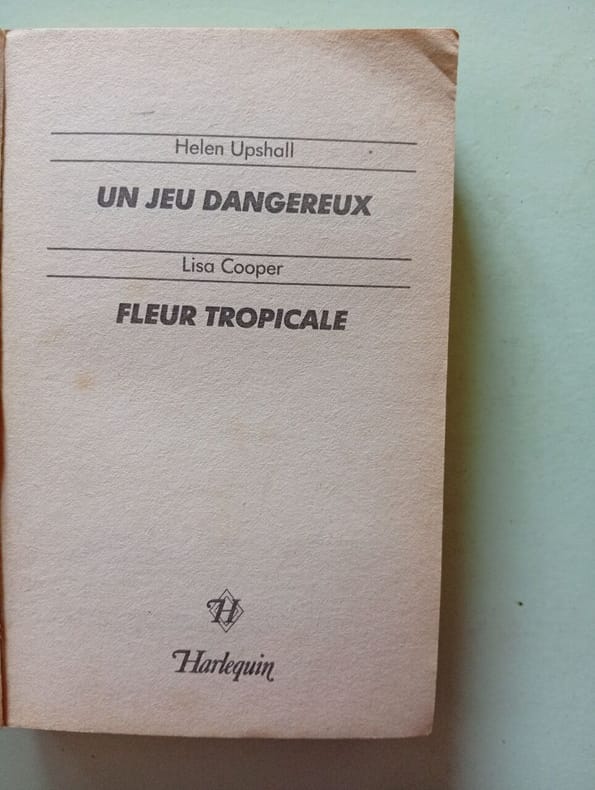 Helen Upshall
UN JEU DANGEREUX
Lisa Cooper
FLEUR TROPICALE
H
Harlequin